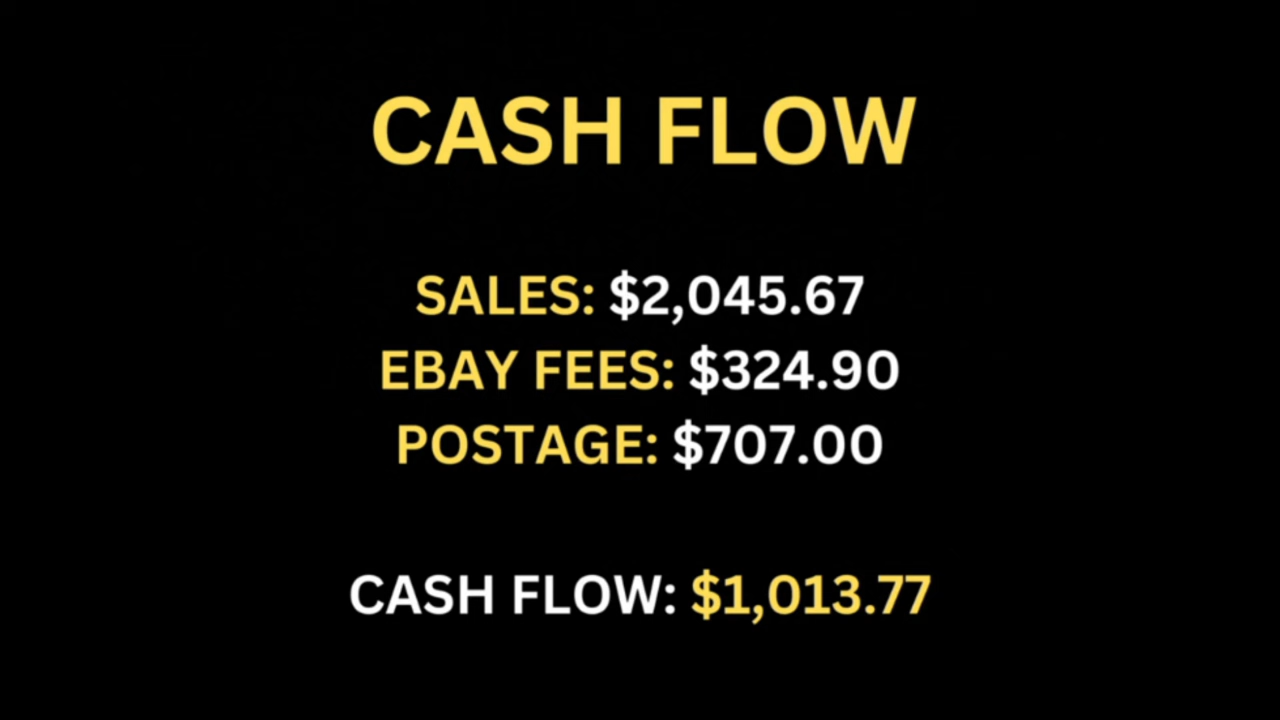 CASH FLOW
SALES: $2,045.67
EBAY FEES: $324.90
POSTAGE: $707.00
CASH FLOW: $1,013.77